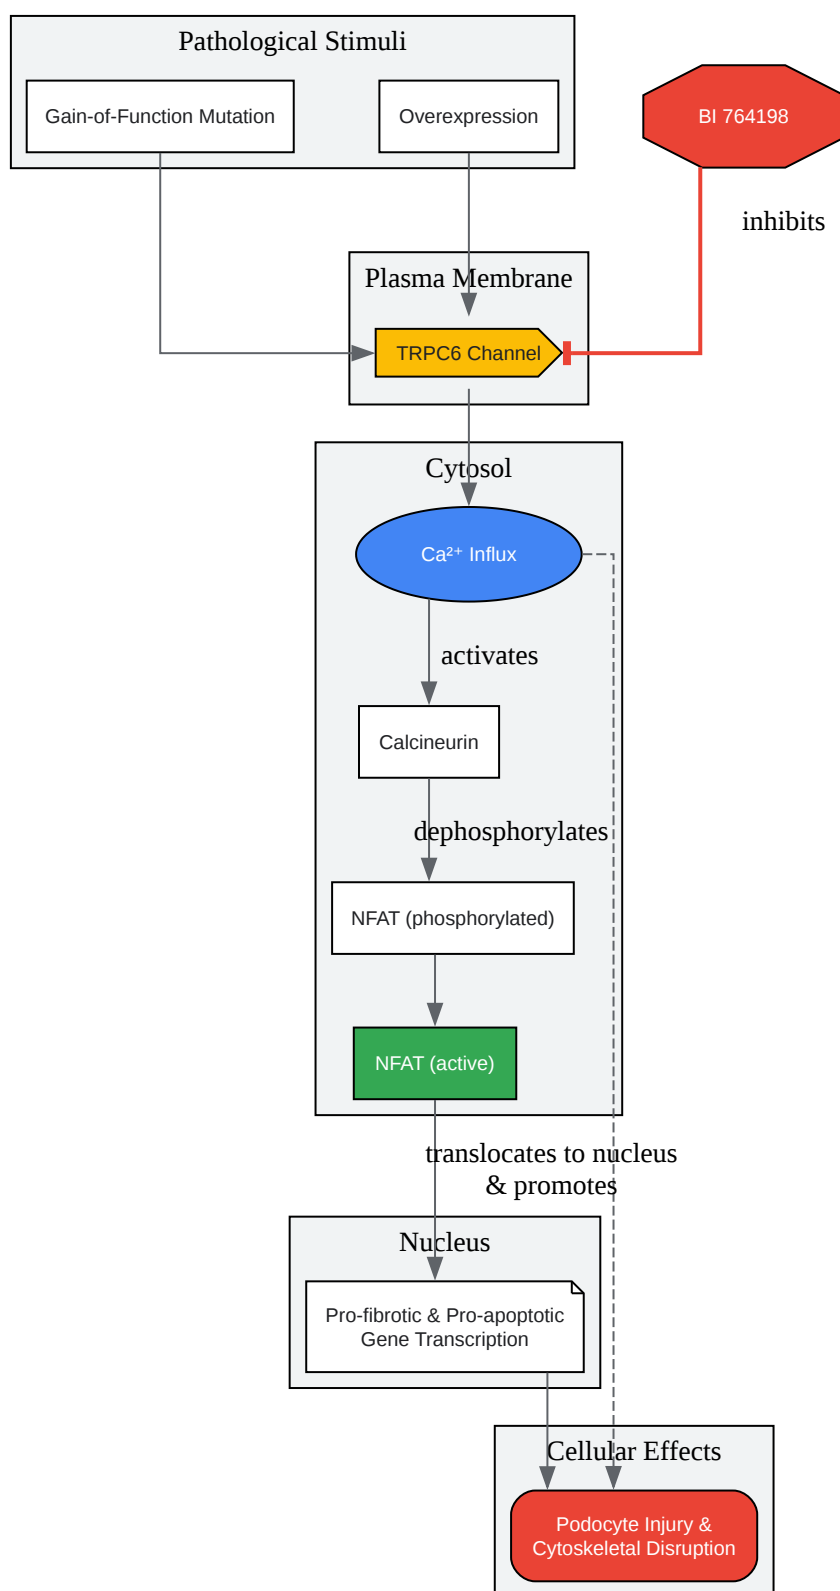 Pathological Stimuli
Gain-of-Function Mutation
Overexpression
BI 764198
inhibits
Plasma Membrane
TRPC6 Channel
Cytosol
Ca²⁺ Influx
activates
Calcineurin
dephosphorylates
NFAT (phosphorylated)
NFAT (active)
translocates to nucleus
& promotes
Nucleus
Pro-fibrotic & Pro-apoptotic
Gene Transcription
Cellular Effects
Podocyte Injury &
Cytoskeletal Disruption